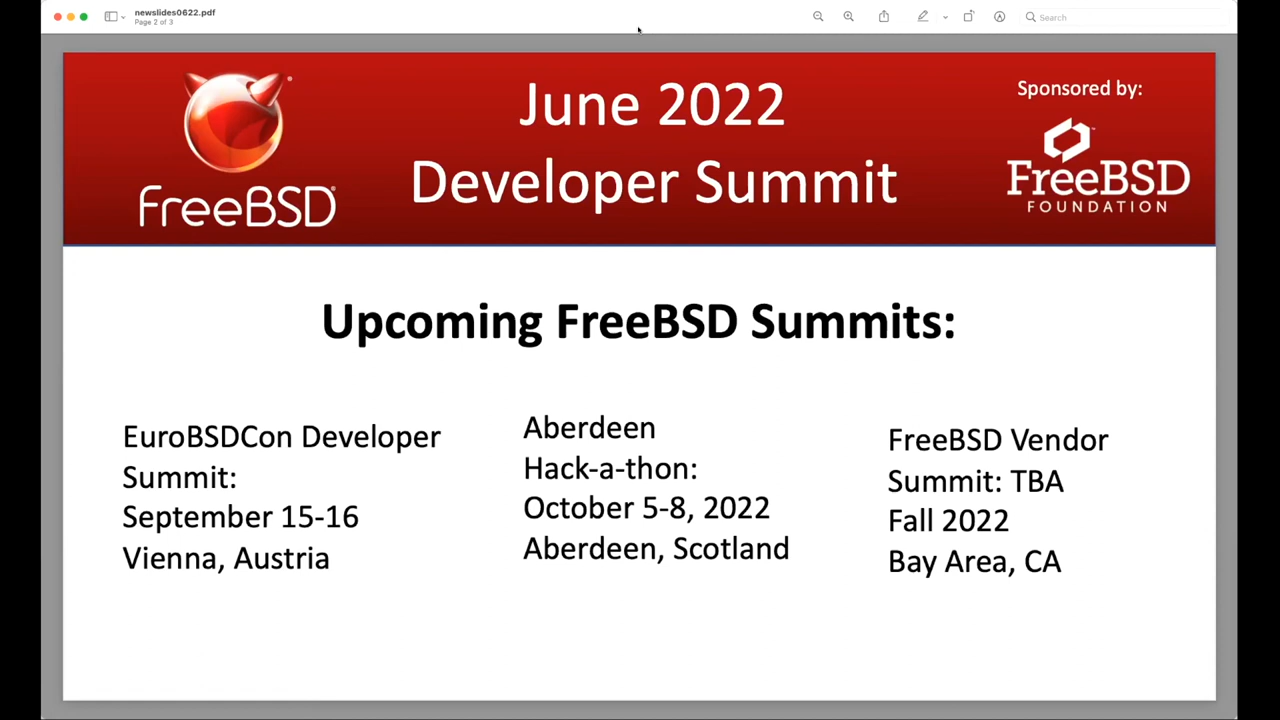 newslides0622.pdf
Page 2 of 3
Search
FreeBSD®
June 2022
Developer Summit
Sponsored by:
FreeBSD™
FOUNDATION
Upcoming FreeBSD Summits:
EuroBSDCon Developer
Summit:
September 15-16
Vienna, Austria
Aberdeen
Hack-a-thon:
October 5-8, 2022
Aberdeen, Scotland
FreeBSD Vendor
Summit: TBA
Fall 2022
Bay Area, CA